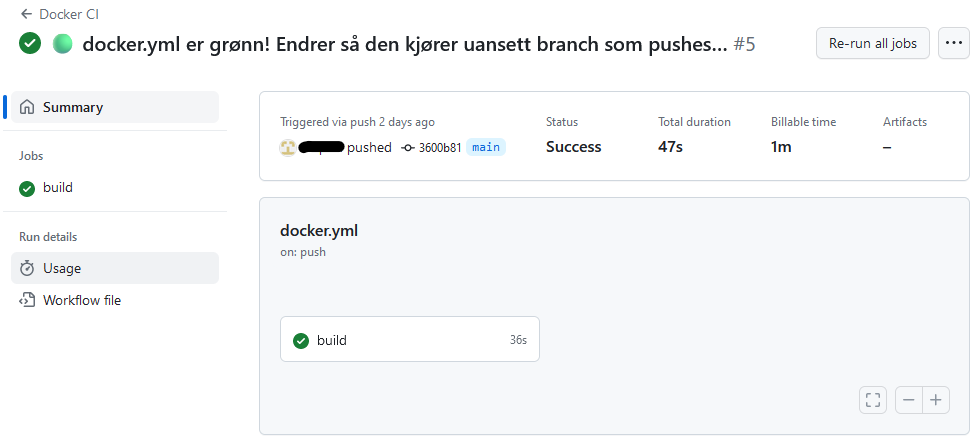 Docker CI
docker.yml er grønn! Endrer så den kjører uansett branch som pushes... #5
Re-run all jobs
Summary
Jobs
build
Run details
Usage
Workflow file
Triggered via push 2 days ago
pushed 3600b81 main
Status
Success
Total duration
47s
Billable time
1m
Artifacts
–
docker.yml
on: push
build 36s